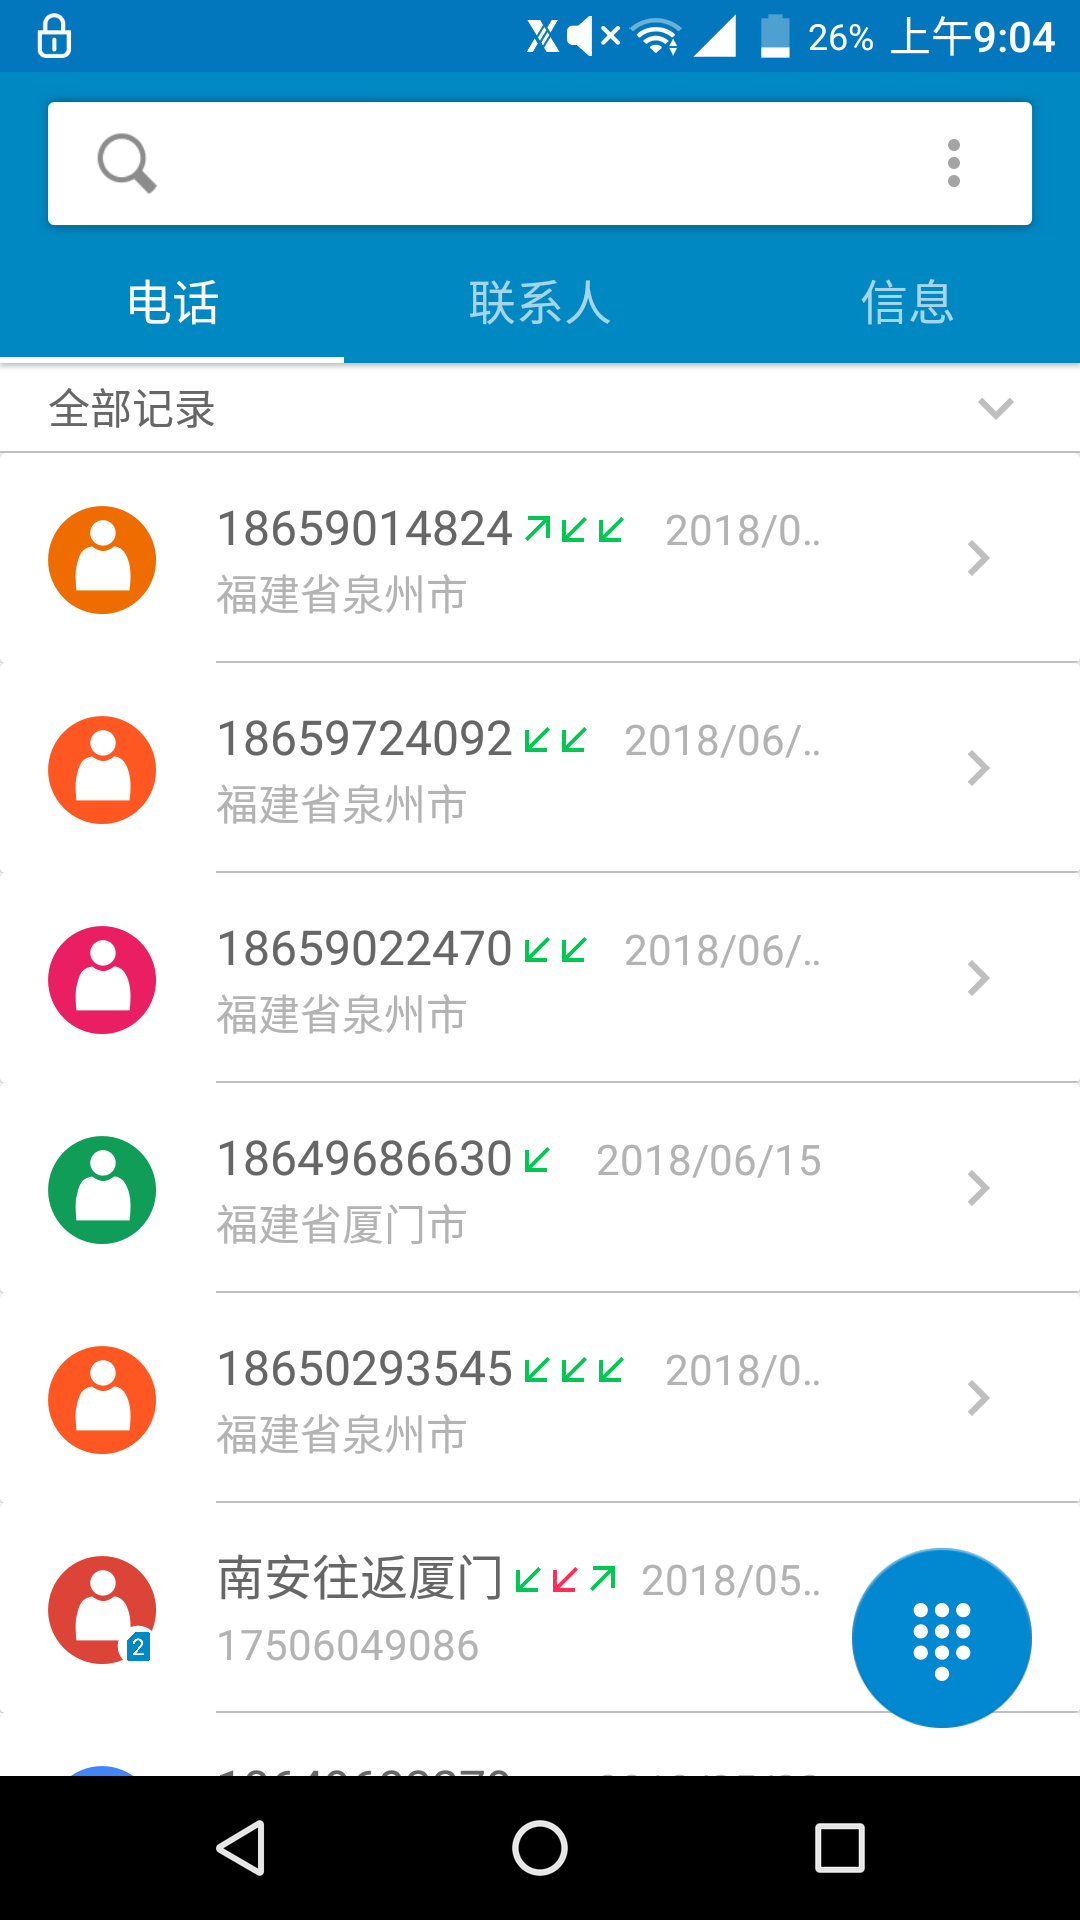 26% 上午9:04
电话 联系人 信息
全部记录
18659014824 2018/0..
福建省泉州市
18659724092 2018/06/..
福建省泉州市
18659022470 2018/06/..
福建省泉州市
18649686630 2018/06/15
福建省厦门市
18650293545 2018/0..
福建省泉州市
南安往返厦门 2018/05..
2
17506049086